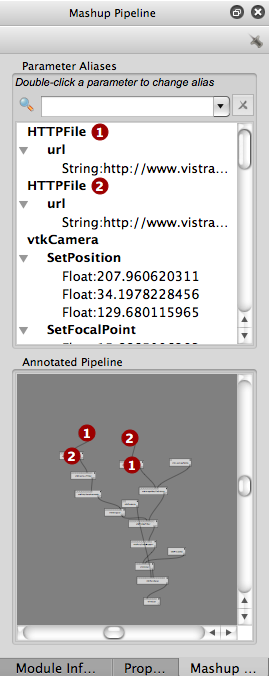 Mashup Pipeline
Parameter Aliases
Double-click a parameter to change alias
HTTPFile 1
url
String:http://www.vistra...
HTTPFile 2
url
String:http://www.vistra...
vtkCamera
SetPosition
Float:207.960620311
Float:34.1978228456
Float:129.680115965
SetFocalPoint
Annotated Pipeline
1 2
2 1
Module Inf... Prop... Mashup ...